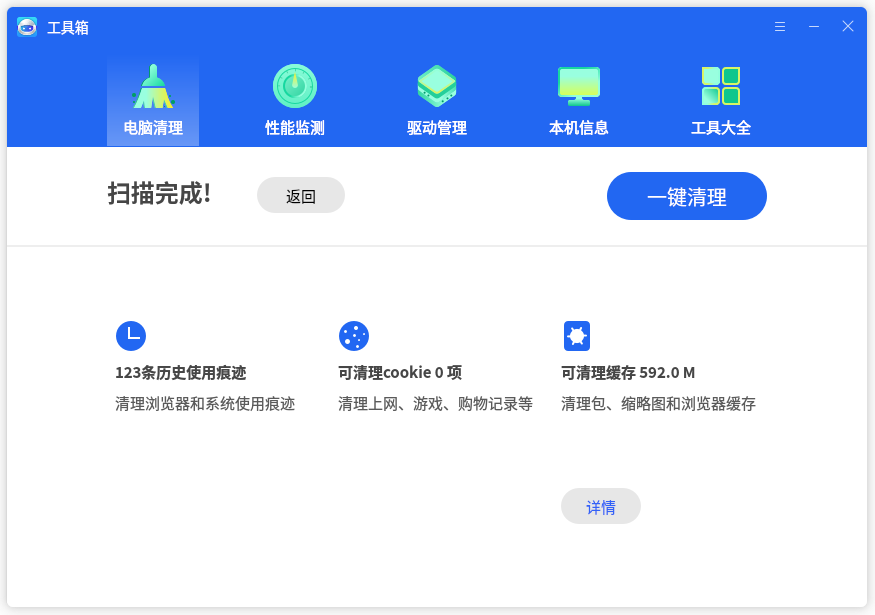 工具箱
电脑清理
性能监测
驱动管理
本机信息
工具大全
扫描完成!
返回
一键清理
123条历史使用痕迹
清理浏览器和系统使用痕迹
可清理cookie 0 项
清理上网、游戏、购物记录等
可清理缓存 592.0 M
清理包、缩略图和浏览器缓存
详情